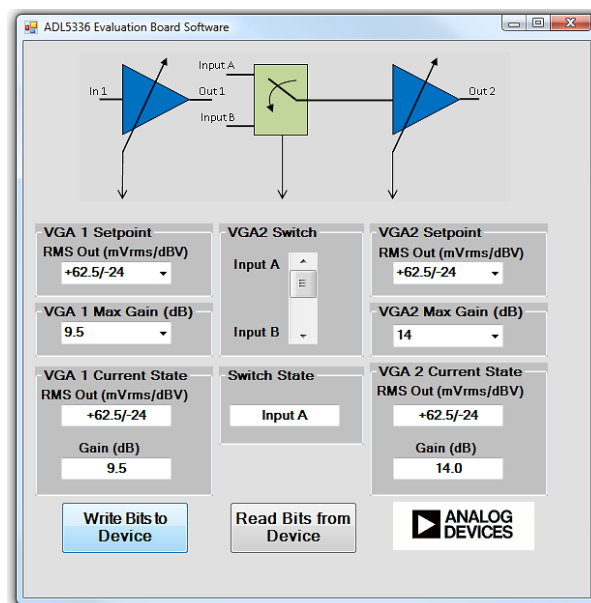 ADL5336 Evaluation Board Software
Input A
In 1
Out1
Out2
Input B
VGA 1 Setpoint
RMS Out (mVrms/dBV)
+62.5/-24
VGA2 Switch
Input A
Input B
VGA2 Setpoint
RMS Out (mVrms/dBV)
+62.5/-24
VGA 1 Max Gain (dB)
9.5
VGA2 Max Gain (dB)
14
VGA 1 Current State
RMS Out (mVrms/dBV)
+62.5/-24
Gain (dB)
9.5
Switch State
Input A
VGA 2 Current State
RMS Out (mVrms/dBV)
+62.5/-24
Gain (dB)
14.0
Write Bits to
Device
Read Bits from
Device
ANALOG
DEVICES